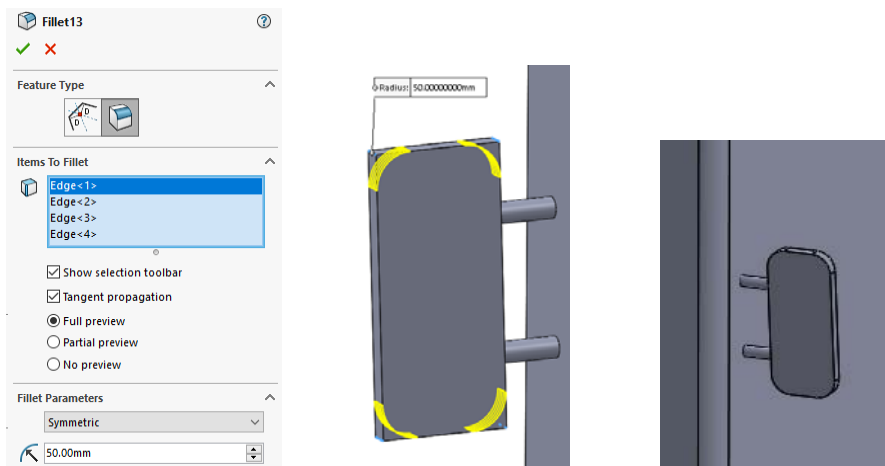 Fillet13
Feature Type
Items To Fillet
Edge<1>
Edge<2>
Edge<3>
Edge<4>
Show selection toolbar
Tangent propagation
Full preview
Partial preview
No preview
Fillet Parameters
Symmetric
50.00mm
Radius: 50.00000000mm